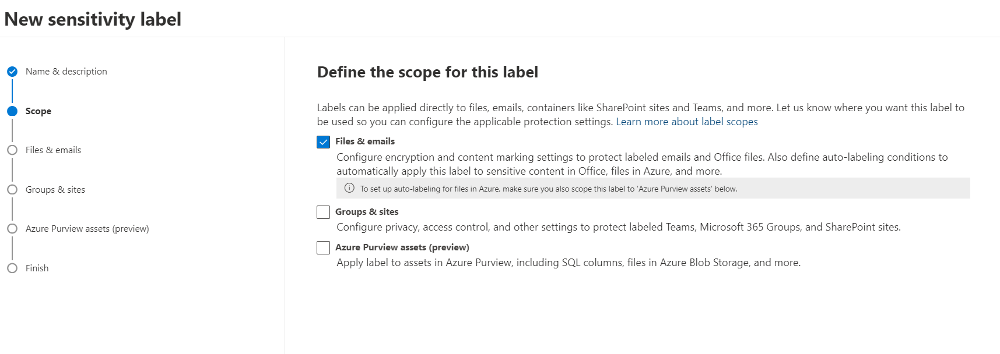 New sensitivity label
Name & description
Scope
Files & emails
Groups & sites
Azure Purview assets (preview)
Finish
Define the scope for this label
Labels can be applied directly to files, emails, containers like SharePoint sites and Teams, and more. Let us know where you want this label to
be used so you can configure the applicable protection settings. Learn more about label scopes
Files & emails
Configure encryption and content marking settings to protect labeled emails and Office files. Also define auto-labeling conditions to
automatically apply this label to sensitive content in Office, files in Azure, and more.
To set up auto-labeling for files in Azure, make sure you also scope this label to 'Azure Purview assets' below.
Groups & sites
Configure privacy, access control, and other settings to protect labeled Teams, Microsoft 365 Groups, and SharePoint sites.
Azure Purview assets (preview)
Apply label to assets in Azure Purview, including SQL columns, files in Azure Blob Storage, and more.